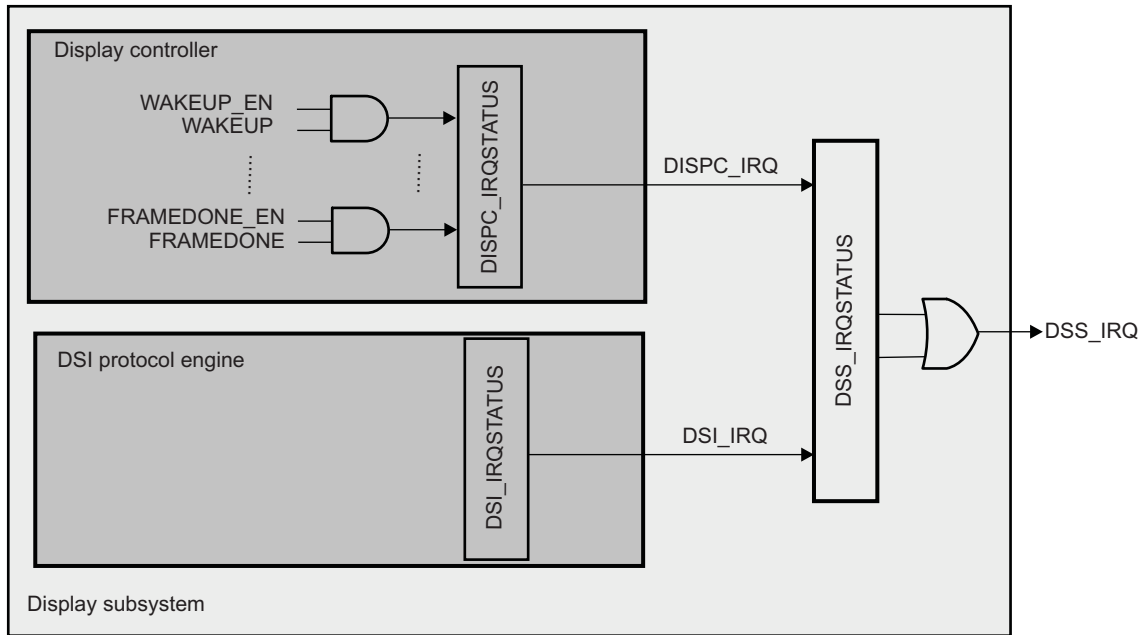 Display controller
WAKEUP_EN
WAKEUP
FRAMEDONE_EN
FRAMEDONE
DISPC_IRQSTATUS
DISPC_IRQ
DSS_IRQSTATUS
DSS_IRQ
DSI protocol engine
DSI_IRQSTATUS
DSI_IRQ
Display subsystem